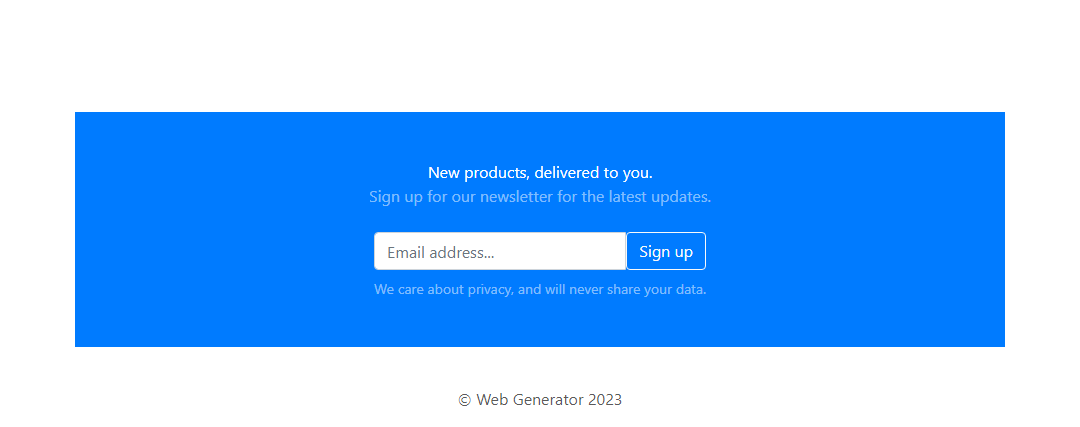 New products, delivered to you.
Sign up for our newsletter for the latest updates.
Email address...
Sign up
We care about privacy, and will never share your data.
© Web Generator 2023